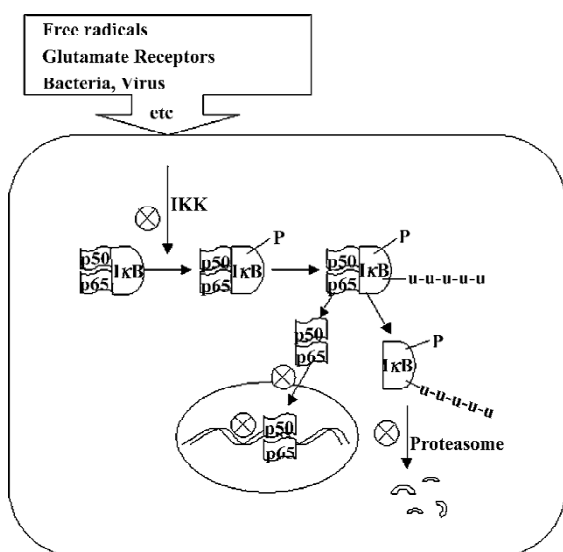 Free radicals
Glutamate Receptors
Bacteria, Virus
etc
IKK
p50 IκB
p65
P
p50 IκB
p65
P
p50 IκB
p65
u-u-u-u-u
p50
p65
P
IκB
u-u-u-u-u
p50
p65
Proteasome